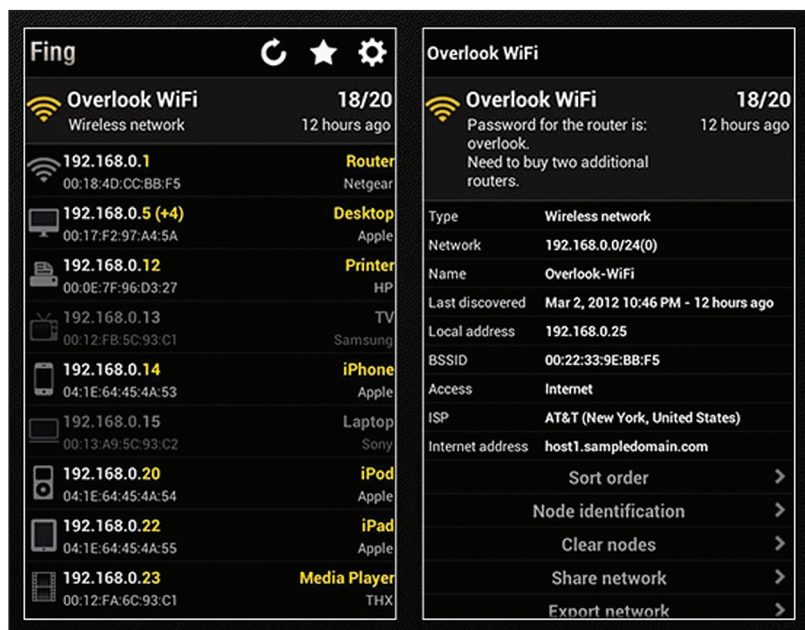 Fing
Overlook WiFi 18/20
Wireless network 12 hours ago
192.168.0.1 Router
00:18:4D:CC:BB:F5 Netgear
192.168.0.5 (+4) Desktop
00:17:F2:97:A4:5A Apple
192.168.0.12 Printer
00:0E:7F:96:D3:27 HP
192.168.0.13 TV
00:12:FB:5C:93:C1 Samsung
192.168.0.14 iPhone
04:1E:64:45:4A:53 Apple
192.168.0.15 Laptop
00:13:A9:5C:93:C2 Sony
192.168.0.20 iPod
04:1E:64:45:4A:54 Apple
192.168.0.22 iPad
04:1E:64:45:4A:55 Apple
192.168.0.23 Media Player
00:12:FA:6C:93:C1 THX
Overlook WiFi
Overlook WiFi 18/20
Password for the router is: 12 hours ago
overlook.
Need to buy two additional
routers.
Type Wireless network
Network 192.168.0.0/24(0)
Name Overlook-WiFi
Last discovered Mar 2, 2012 10:46 PM - 12 hours ago
Local address 192.168.0.25
BSSID 00:22:33:9E:BB:F5
Access Internet
ISP AT&T (New York, United States)
Internet address host1.sampledomain.com
Sort order
Node identification
Clear nodes
Share network
Export network